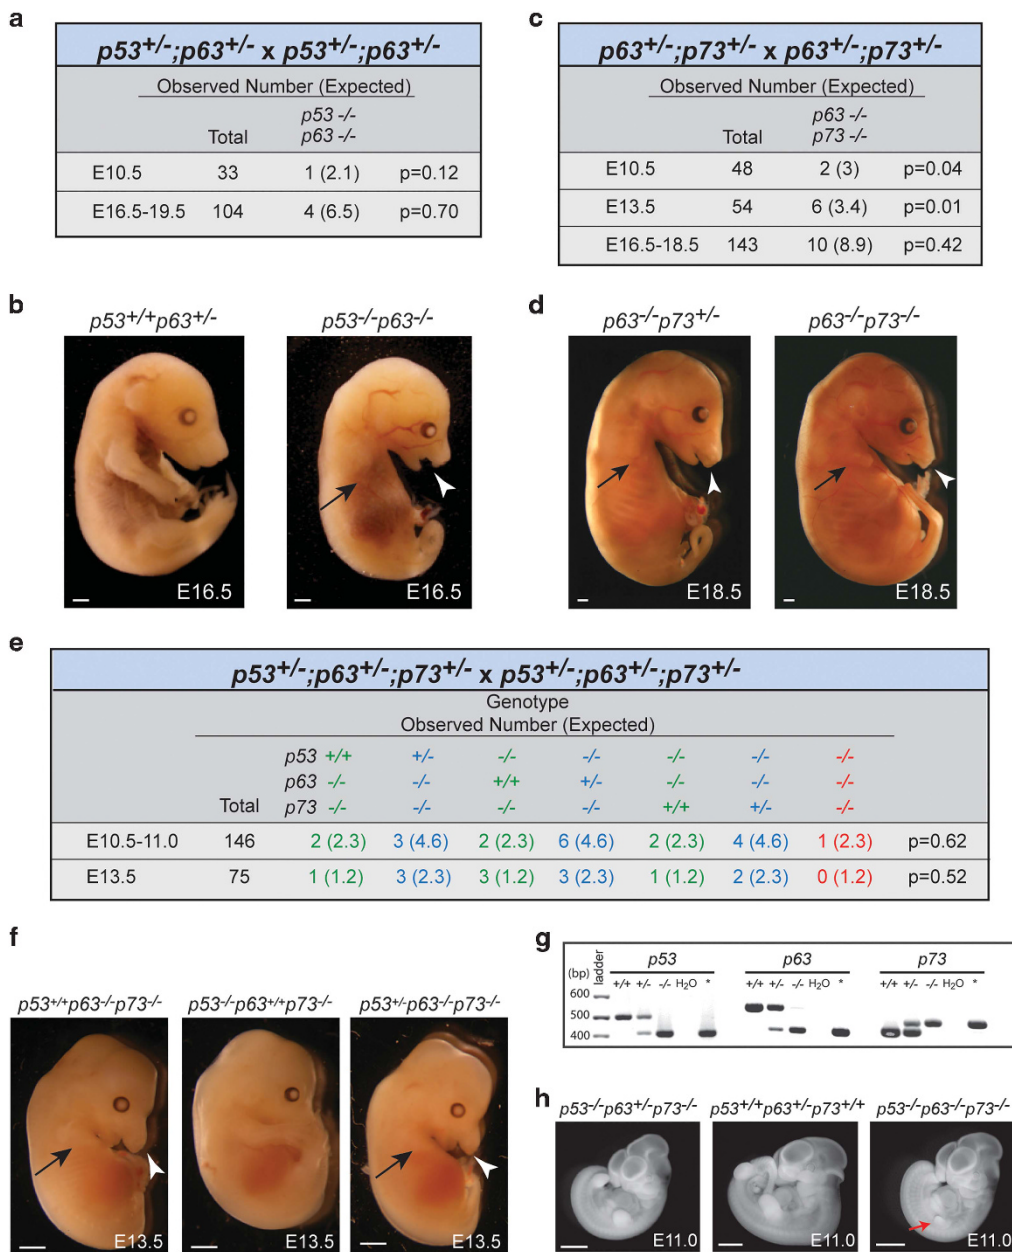 a
p53+/-;p63+/- x p53+/-;p63+/-
Observed Number (Expected)
p53 -/-
Total p63 -/-
E10.5 33 1 (2.1) p=0.12
E16.5-19.5 104 4 (6.5) p=0.70
c
p63+/-;p73+/- x p63+/-;p73+/-
Observed Number (Expected)
p63 -/-
Total p73 -/-
E10.5 48 2 (3) p=0.04
E13.5 54 6 (3.4) p=0.01
E16.5-18.5 143 10 (8.9) p=0.42
b
p53+/+p63+/- p53-/-p63-/-
E16.5 E16.5
d
p63-/-p73+/- p63-/-p73-/-
E18.5 E18.5
e
p53+/-;p63+/-;p73+/- x p53+/-;p63+/-;p73+/-
Genotype
Observed Number (Expected)
p53 +/+ +/- -/- -/- -/- -/- -/-
p63 -/- -/- +/+ +/- -/- -/- -/-
Total p73 -/- -/- -/- -/- +/+ +/- -/-
E10.5-11.0 146 2 (2.3) 3 (4.6) 2 (2.3) 6 (4.6) 2 (2.3) 4 (4.6) 1 (2.3) p=0.62
E13.5 75 1 (1.2) 3 (2.3) 3 (1.2) 3 (2.3) 1 (1.2) 2 (2.3) 0 (1.2) p=0.52
f
p53+/+p63-/-p73-/- p53-/-p63+/+p73-/- p53+/-p63-/-p73-/-
E13.5 E13.5 E13.5
g
ladder
p53 p63 p73
(bp) +/+ +/- -/- H2O * +/+ +/- -/- H2O * +/+ +/- -/- H2O *
600
500
400
h
p53-/-p63+/-p73-/- p53+/+p63+/-p73+/+ p53-/-p63-/-p73-/-
E11.0 E11.0 E11.0